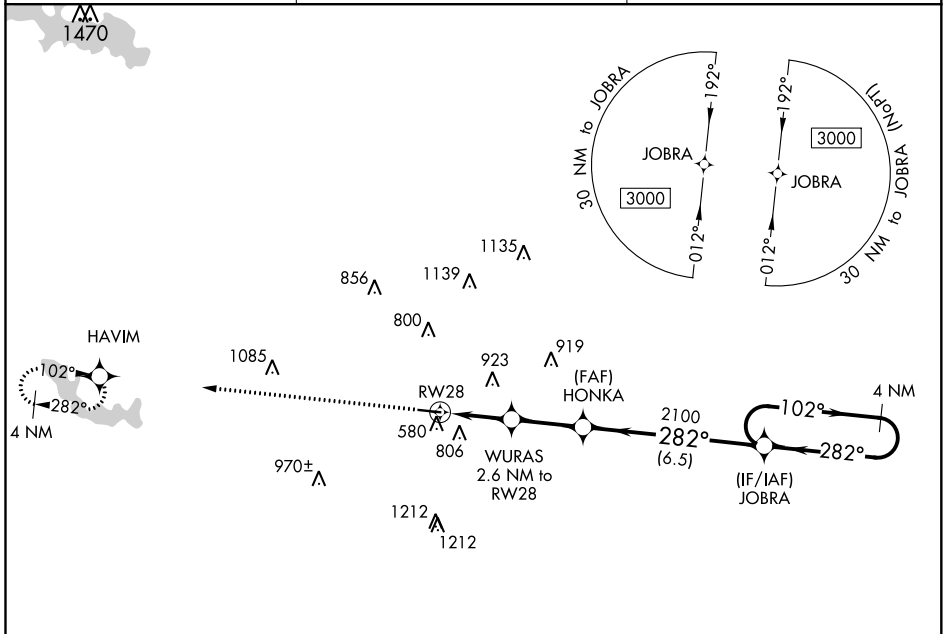 1470
30 NM to JOBRA
192°
JOBRA
3000
012°
192°
3000
JOBRA
012°
30 NM to JOBRA (NoPT)
1135
1139
856
800
HAVIM
102°
282°
4 NM
1085
923
919
RW28
(FAF)
HONKA
580
806
WURAS
2.6 NM to
RW28
2100
282°
(6.5)
102°
4 NM
282°
(IF/IAF)
JOBRA
970±
1212
1212